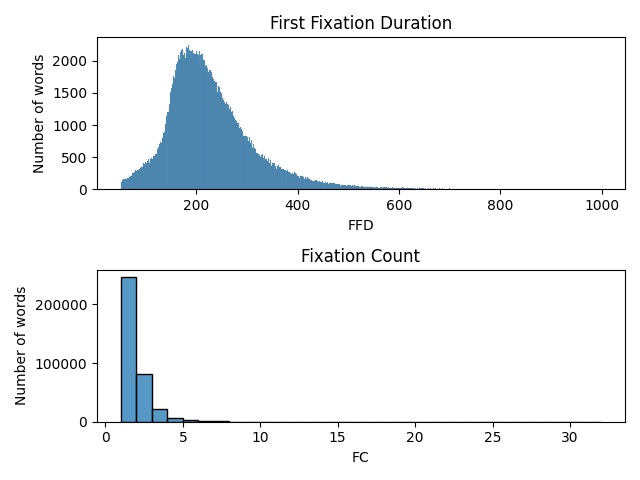 First Fixation Duration
Number of words
2000
1500
1000
500
0
200 400 600 800 1000
FFD
Fixation Count
Number of words
200000
100000
0
0 5 10 15 20 25 30
FC